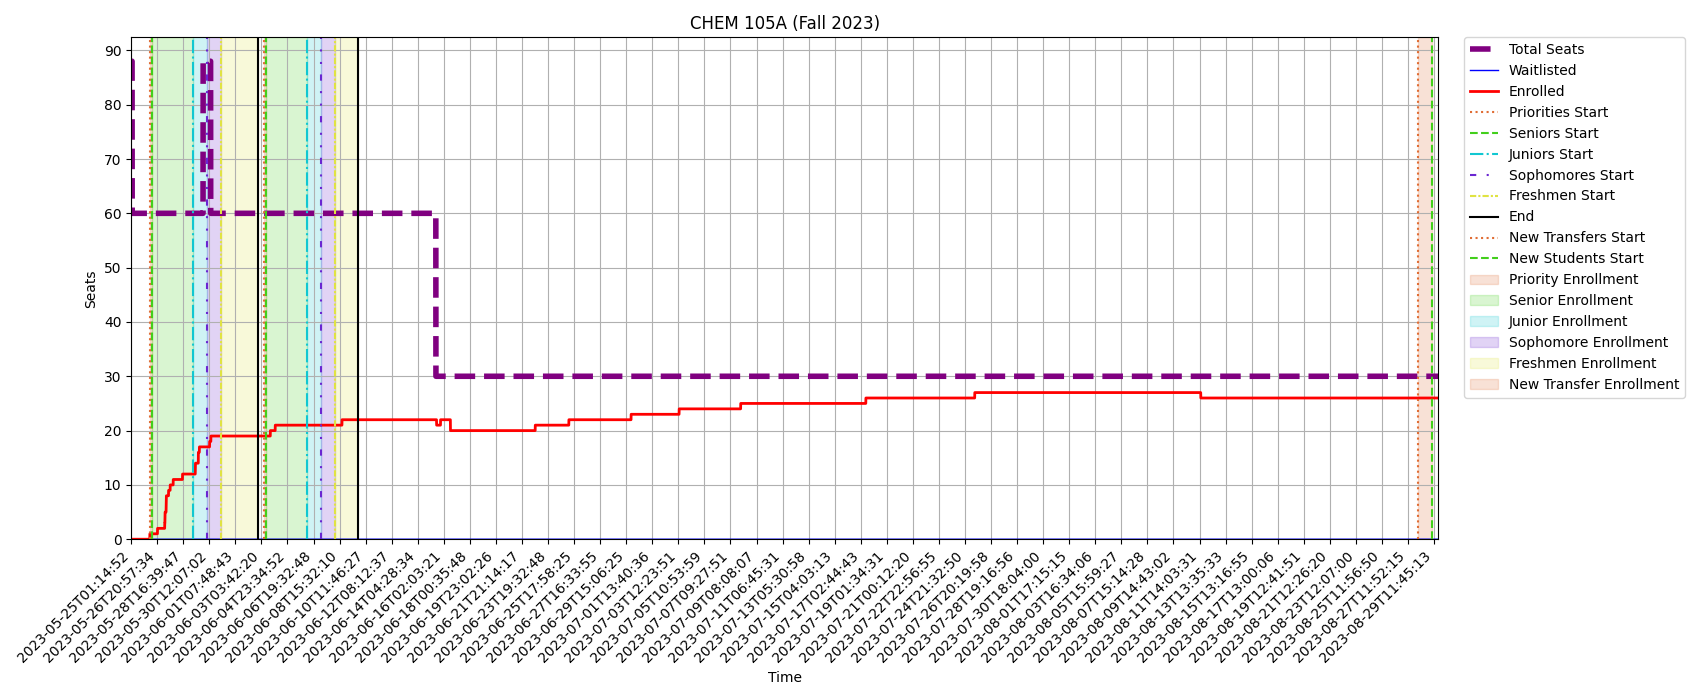 CHEM 105A (Fall 2023)
Seats
90
80
70
60
50
40
30
20
10
0
2023-05-25T01:14:52
2023-05-26T20:57:34
2023-05-28T16:39:47
2023-05-30T12:07:02
2023-06-01T07:48:43
2023-06-03T03:42:20
2023-06-04T23:34:52
2023-06-06T19:32:48
2023-06-08T15:32:10
2023-06-10T11:46:27
2023-06-12T08:12:37
2023-06-14T04:28:34
2023-06-16T02:03:21
2023-06-18T00:35:48
2023-06-19T23:02:26
2023-06-21T21:14:17
2023-06-23T19:32:48
2023-06-25T17:58:25
2023-06-27T16:33:55
2023-06-29T15:06:25
2023-07-01T13:40:36
2023-07-03T12:23:51
2023-07-05T10:53:59
2023-07-07T09:27:51
2023-07-09T08:08:07
2023-07-11T06:45:31
2023-07-13T05:30:58
2023-07-15T04:03:13
2023-07-17T02:44:43
2023-07-19T01:34:31
2023-07-21T00:12:20
2023-07-22T22:56:55
2023-07-24T21:32:50
2023-07-26T20:19:58
2023-07-28T19:16:56
2023-07-30T18:04:00
2023-08-01T17:15:15
2023-08-03T16:34:06
2023-08-05T15:59:27
2023-08-07T15:14:28
2023-08-09T14:43:02
2023-08-11T14:03:31
2023-08-13T13:35:33
2023-08-15T13:16:55
2023-08-17T13:00:06
2023-08-19T12:41:51
2023-08-21T12:26:20
2023-08-23T12:07:00
2023-08-25T11:56:50
2023-08-27T11:52:15
2023-08-29T11:45:13
Time
Total Seats
Waitlisted
Enrolled
Priorities Start
Seniors Start
Juniors Start
Sophomores Start
Freshmen Start
End
New Transfers Start
New Students Start
Priority Enrollment
Senior Enrollment
Junior Enrollment
Sophomore Enrollment
Freshmen Enrollment
New Transfer Enrollment